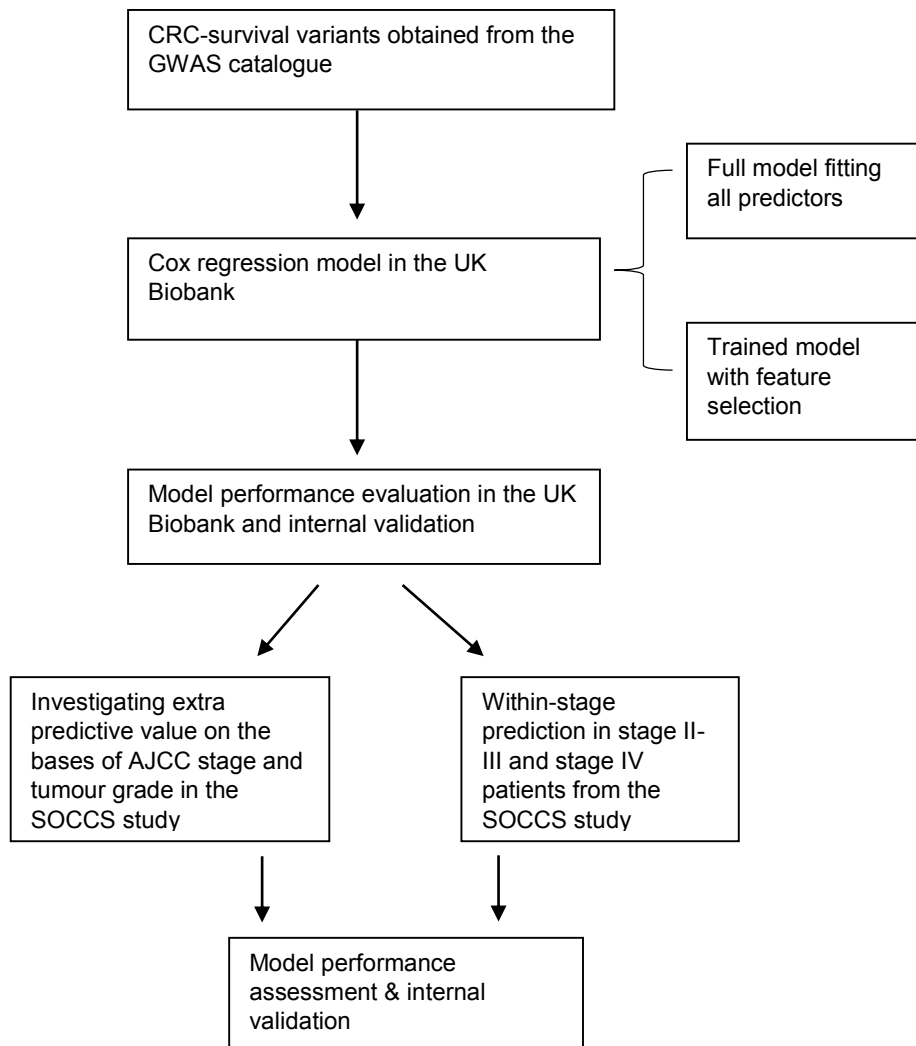 CRC-survival variants obtained from the
GWAS catalogue
Full model fitting
all predictors
Cox regression model in the UK
Biobank
Trained model
with feature
selection
Model performance evaluation in the UK
Biobank and internal validation
Investigating extra
predictive value on the
bases of AJCC stage and
tumour grade in the
SOCCS study
Within-stage
prediction in stage II-
III and stage IV
patients from the
SOCCS study
Model performance
assessment & internal
validation